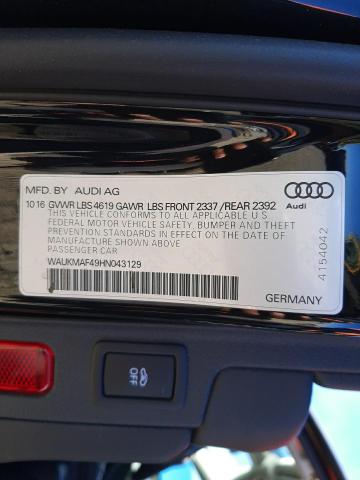 MFD. BY AUDI AG
10 16 GVWR LBS 4619 GAWR LBS FRONT 2337 /REAR 2392
THIS VEHICLE CONFORMS TO ALL APPLICABLE U S
FEDERAL MOTOR VEHICLE SAFETY, BUMPER AND THEFT
PREVENTION STANDARDS IN EFFECT ON THE DATE OF
MANUFACTURE SHOWN ABOVE
PASSENGER CAR
WAUKMAF49HN043129
Audi
4154042
GERMANY
OFF